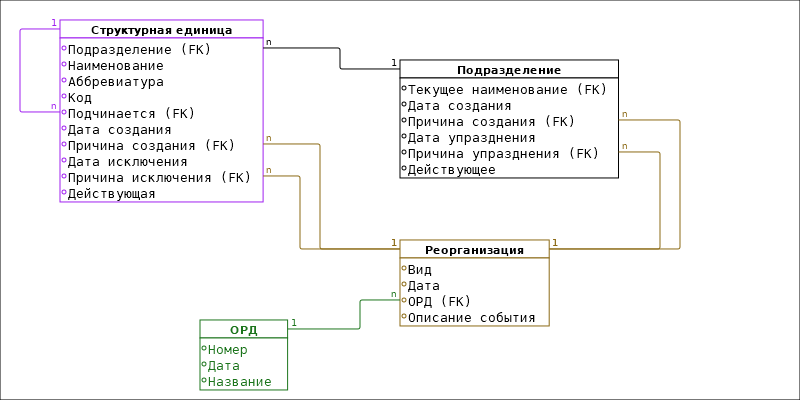 1
Структурная единица
Подразделение (FK)
n
Наименование
Аббревиатура
Код
n
Подчинается (FK)
Дата создания
Причина создания (FK)
n
Дата исключения
Причина исключения (FK)
n
Действующая
1
Подразделение
Текущее наименование (FK)
Дата создания
Причина создания (FK)
n
Дата упразднения
Причина упразднения (FK)
n
Действующее
1
Реорганизация
1
Вид
Дата
n
ОРД (FK)
Описание события
ОРД
1
Номер
Дата
Название